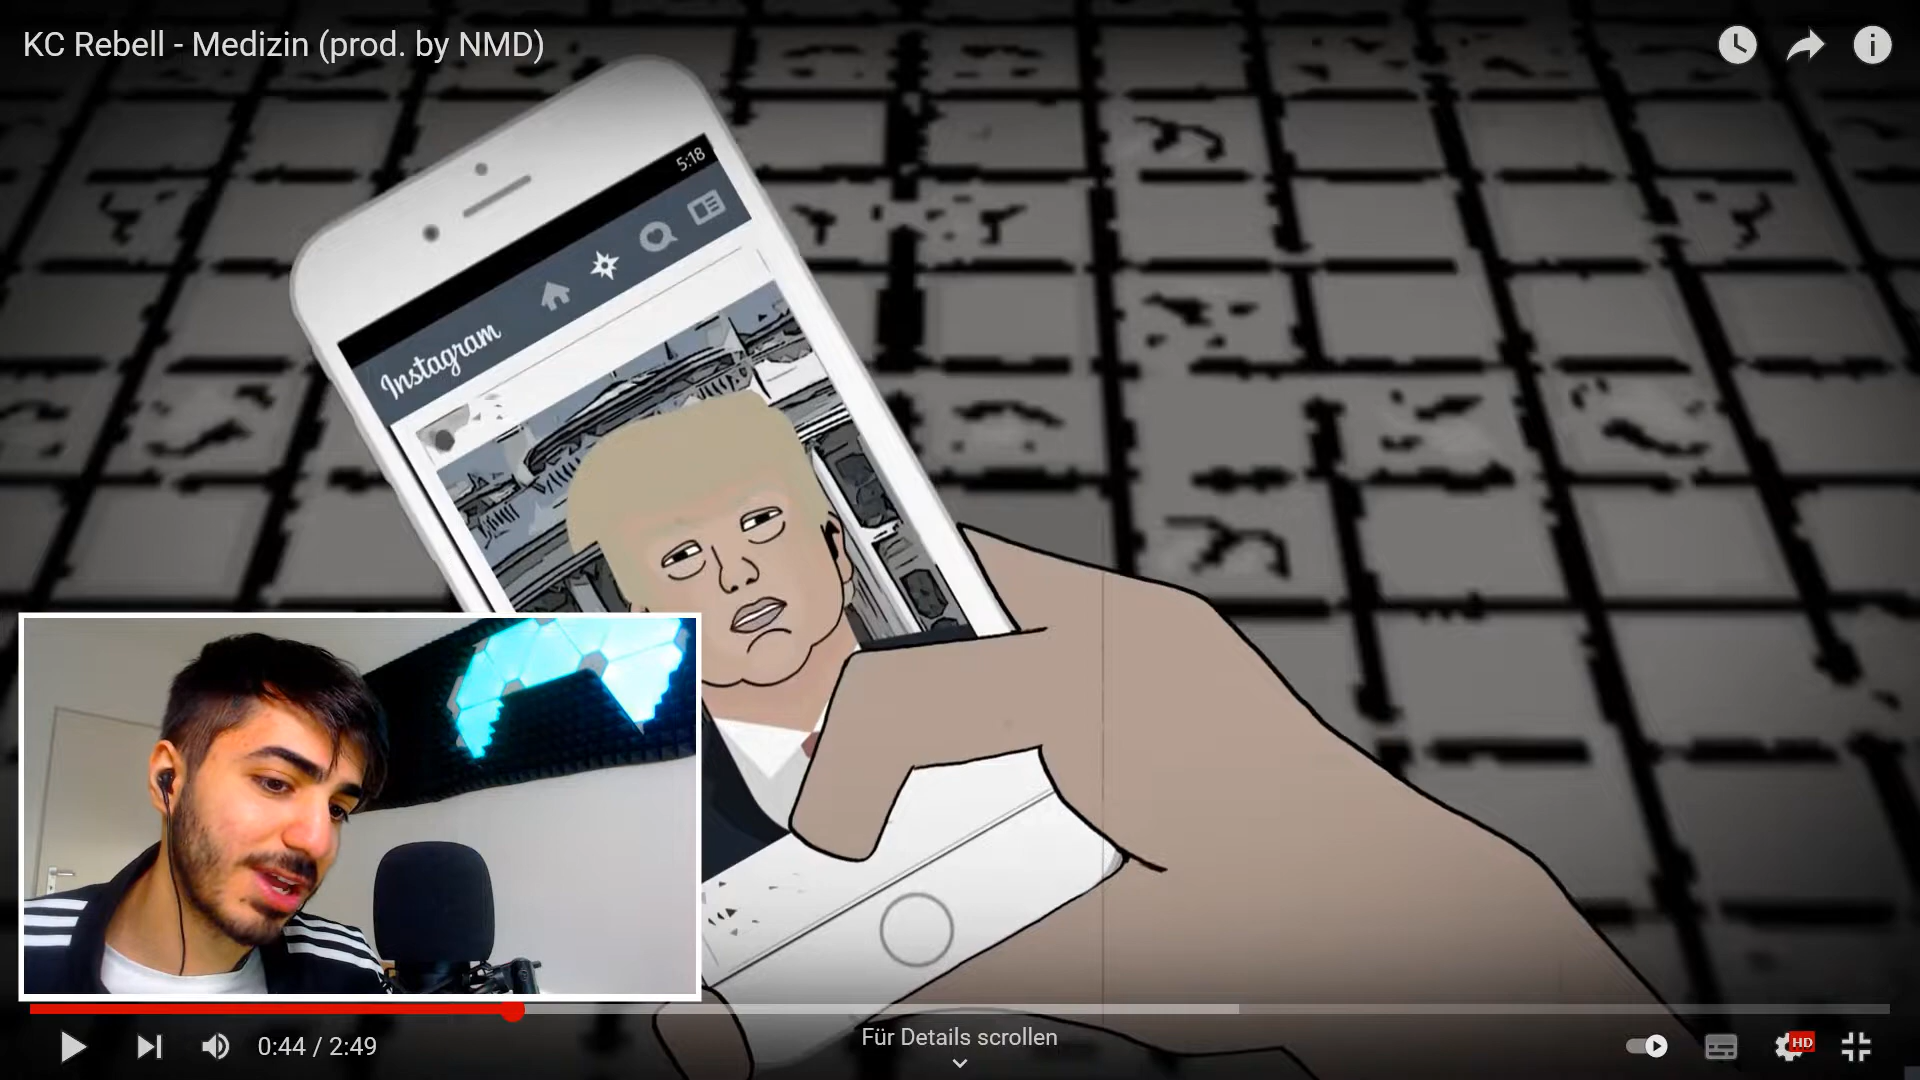 KC Rebell - Medizin (prod. by NMD)
5:18
Instagram
0:44 / 2:49
Für Details scrollen
HD